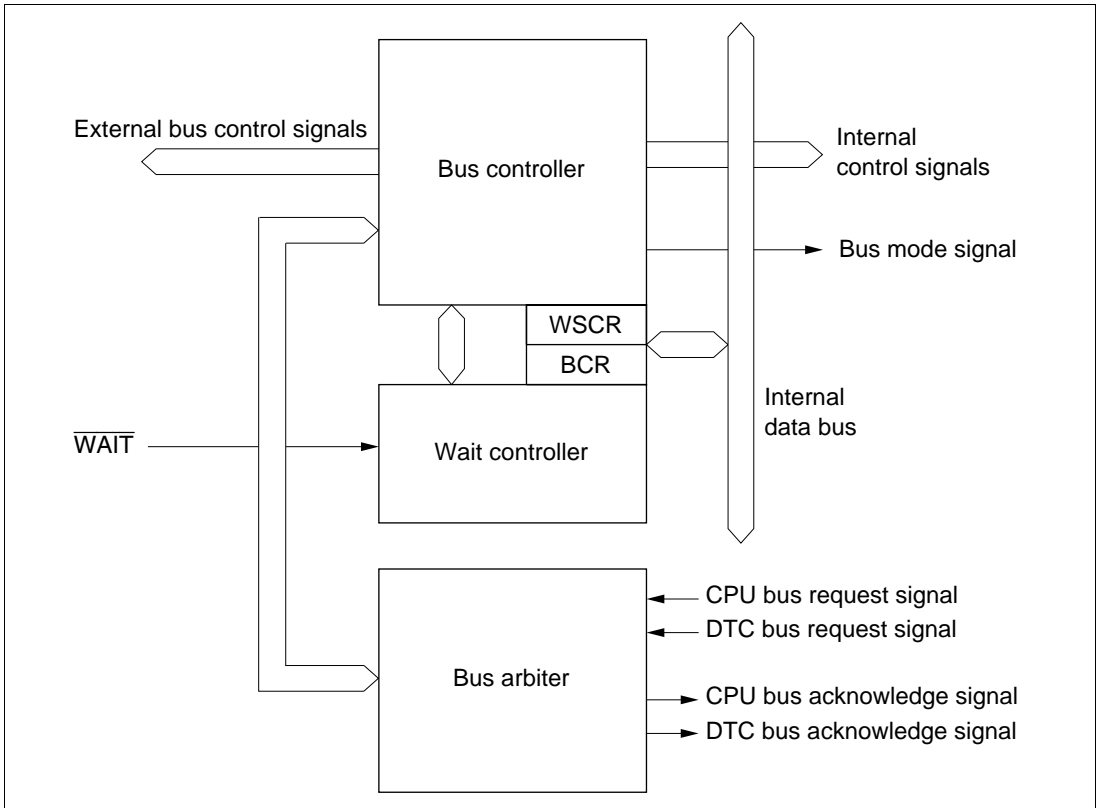 External bus control signals
Bus controller
Internal
control signals
Bus mode signal
WSCR
BCR
Internal
data bus
WAIT
Wait controller
CPU bus request signal
DTC bus request signal
Bus arbiter
CPU bus acknowledge signal
DTC bus acknowledge signal